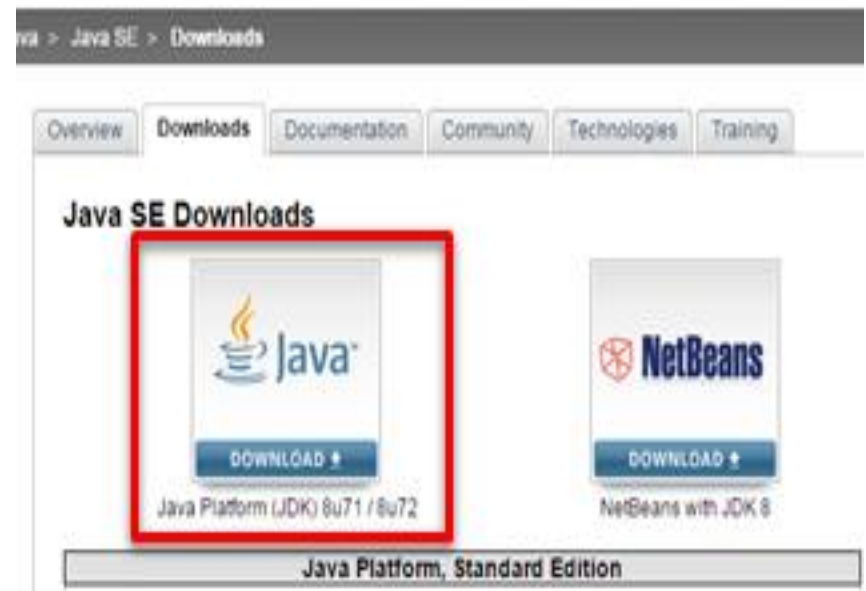 va > Java SE > Downloads
Overview Downloads Documentation Community Technologies Training
Java SE Downloads
Java™ NetBeans
DOWNLOAD DOWNLOAD
Java Platform (JDK) 8u71 / 8u72 NetBeans with JDK 8
Java Platform, Standard Edition